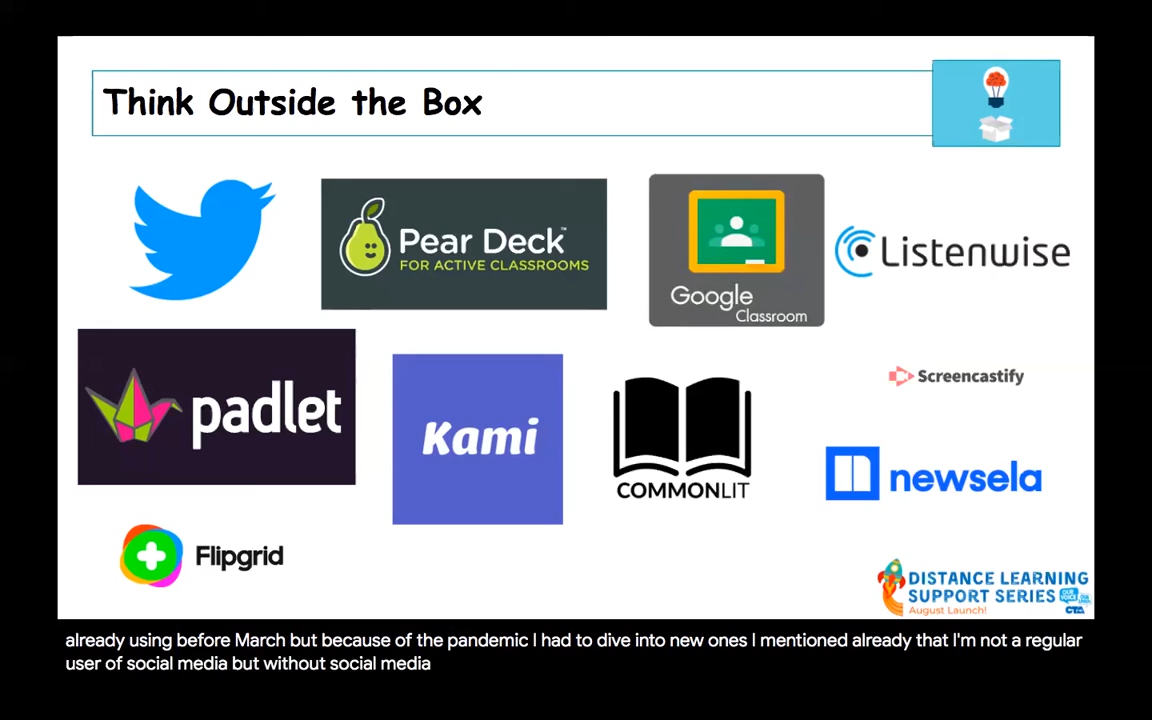 Think Outside the Box
Pear Deck™
FOR ACTIVE CLASSROOMS
Google
Classroom
Listenwise
padlet
Kami
COMMONLIT
Screencastify
newsela
Flipgrid
DISTANCE LEARNING
SUPPORT SERIES
August Launch!
CTA
already using before March but because of the pandemic I had to dive into new ones I mentioned already that I'm not a regular
user of social media but without social media